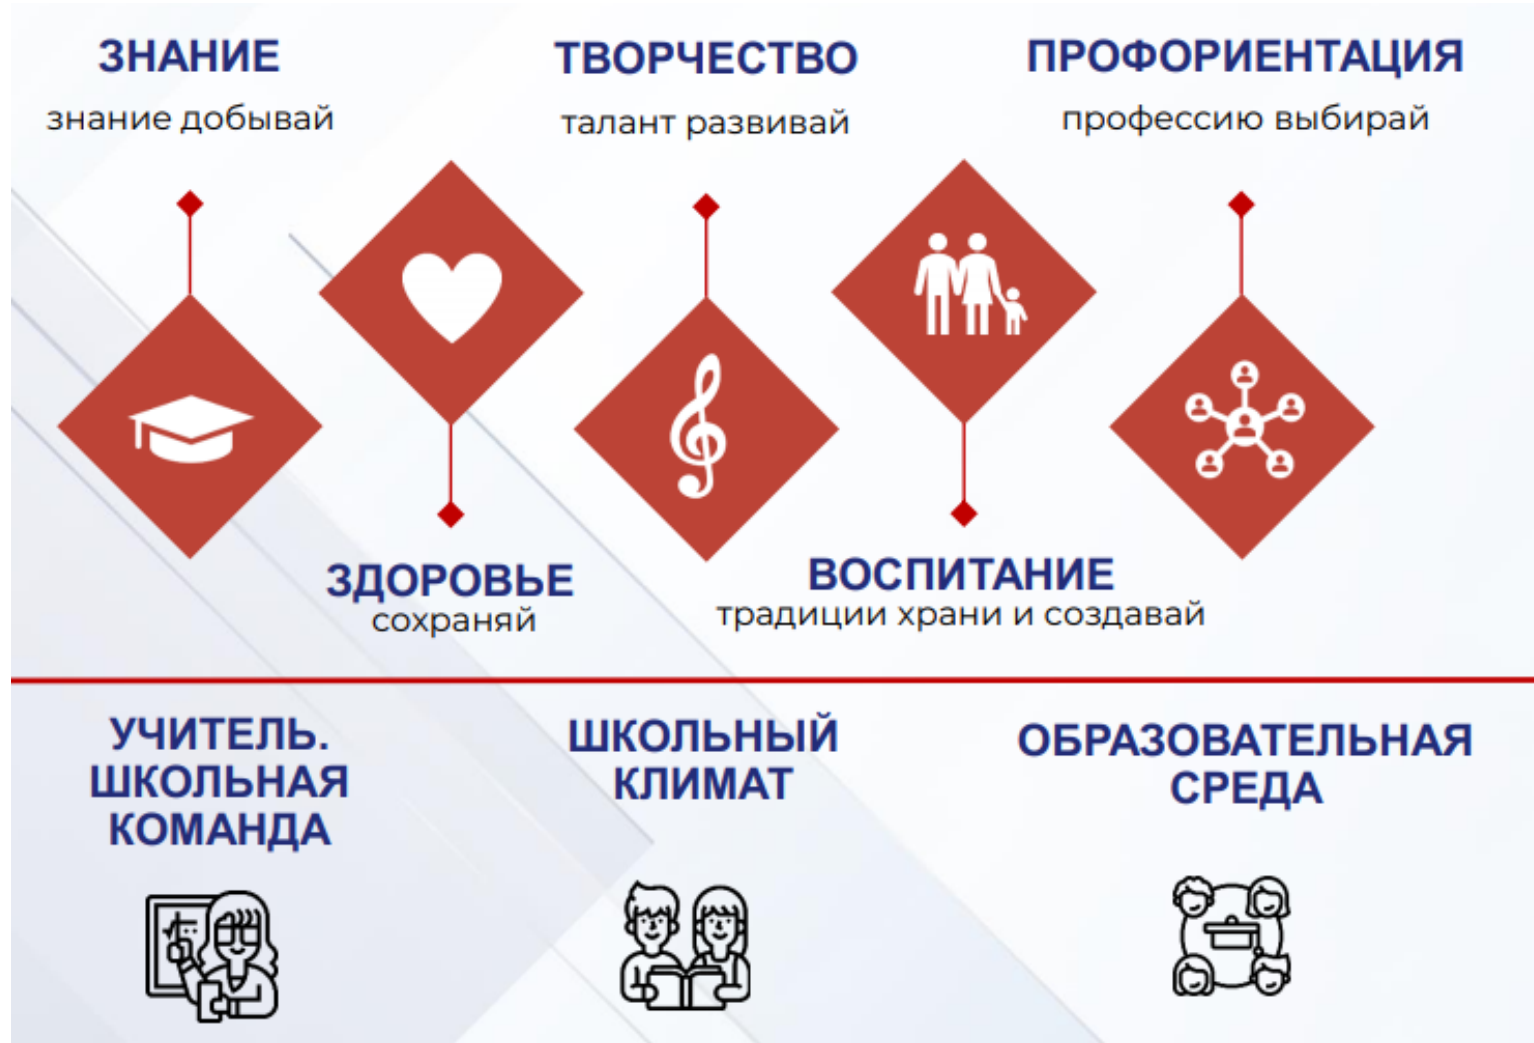 ЗНАНИЕ
знание добывай
ТВОРЧЕСТВО
талант развивай
ПРОФОРИЕНТАЦИЯ
профессию выбирай
ЗДОРОВЬЕ
сохраняй
ВОСПИТАНИЕ
традиции храни и создавай
УЧИТЕЛЬ.
ШКОЛЬНАЯ
КОМАНДА
ШКОЛЬНЫЙ
КЛИМАТ
ОБРАЗОВАТЕЛЬНАЯ
СРЕДА